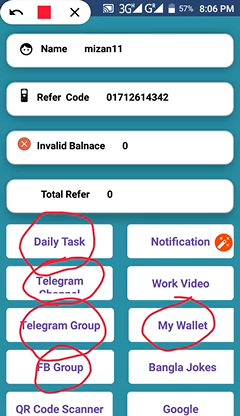 3G G 57% 8:06 PM
Name mizan11
Refer Code 01712614342
Invalid Balnace 0
Total Refer 0
Daily Task Notification
Telegram Channel Work Video
Telegram Group My Wallet
FB Group Bangla Jokes
QR Code Scanner Google